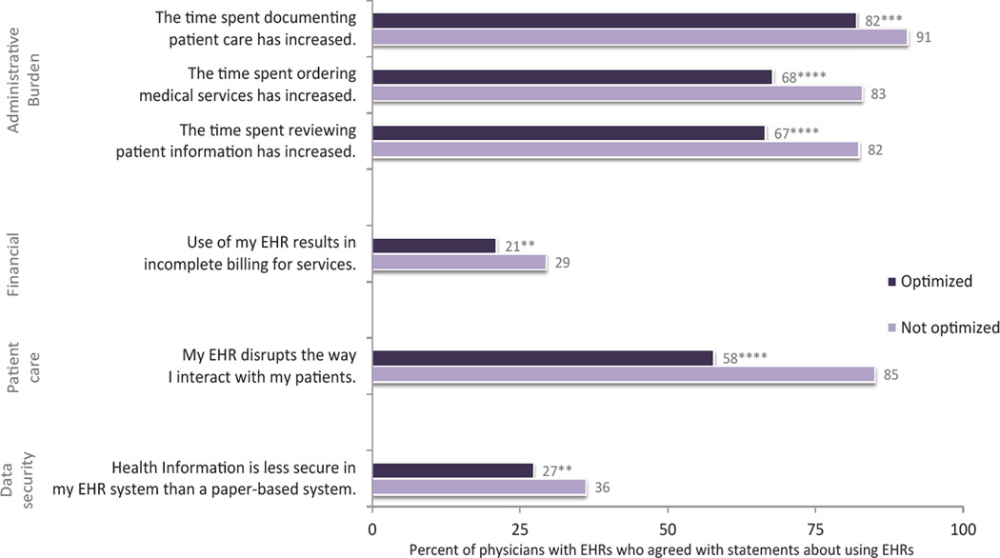 Administrative
Burden
The time spent documenting
patient care has increased.
82***
91
The time spent ordering
medical services has increased.
68****
83
The time spent reviewing
patient information has increased.
67****
82
Financial
Use of my EHR results in
incomplete billing for services.
21**
29
Optimized
Not optimized
Patient
care
My EHR disrupts the way
I interact with my patients.
58****
85
Data
security
Health Information is less secure in
my EHR system than a paper-based system.
27**
36
0 25 50 75 100
Percent of physicians with EHRs who agreed with statements about using EHRs